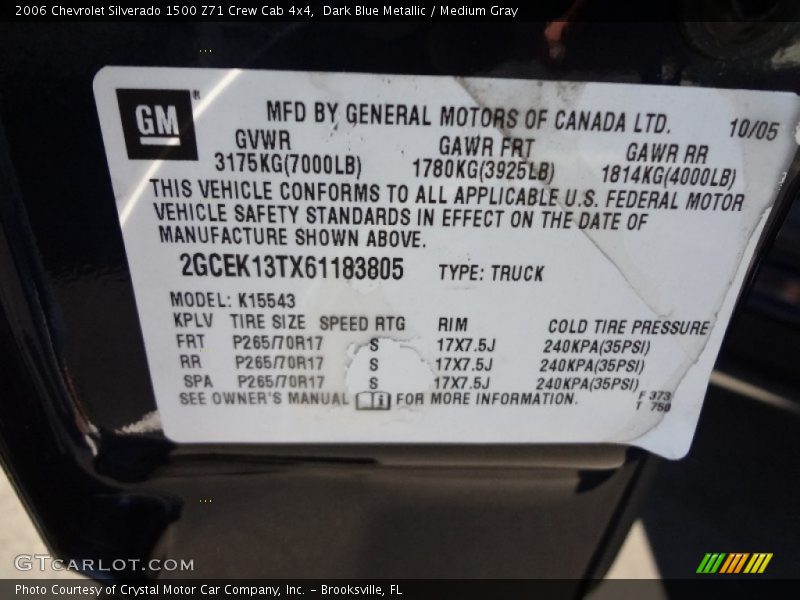 2006 Chevrolet Silverado 1500 Z71 Crew Cab 4x4,  Dark Blue Metallic / Medium Gray
GM®
MFD BY GENERAL MOTORS OF CANADA LTD. 10/05
GVWR GAWR FRT GAWR RR
3175KG(7000LB) 1780KG(3925LB) 1814KG(4000LB)
THIS VEHICLE CONFORMS TO ALL APPLICABLE U.S. FEDERAL MOTOR
VEHICLE SAFETY STANDARDS IN EFFECT ON THE DATE OF
MANUFACTURE SHOWN ABOVE.
2GCEK13TX61183805 TYPE: TRUCK
MODEL: K15543
KPLV TIRE SIZE SPEED RTG RIM COLD TIRE PRESSURE
FRT P265/70R17 S 17X7.5J 240KPA(35PSI)
RR P265/70R17 S 17X7.5J 240KPA(35PSI)
SPA P265/70R17 S 17X7.5J 240KPA(35PSI)
SEE OWNER'S MANUAL FOR MORE INFORMATION.
F 373
T 750
GTCARLOT.COM
Photo Courtesy of Crystal Motor Car Company, Inc. – Brooksville, FL